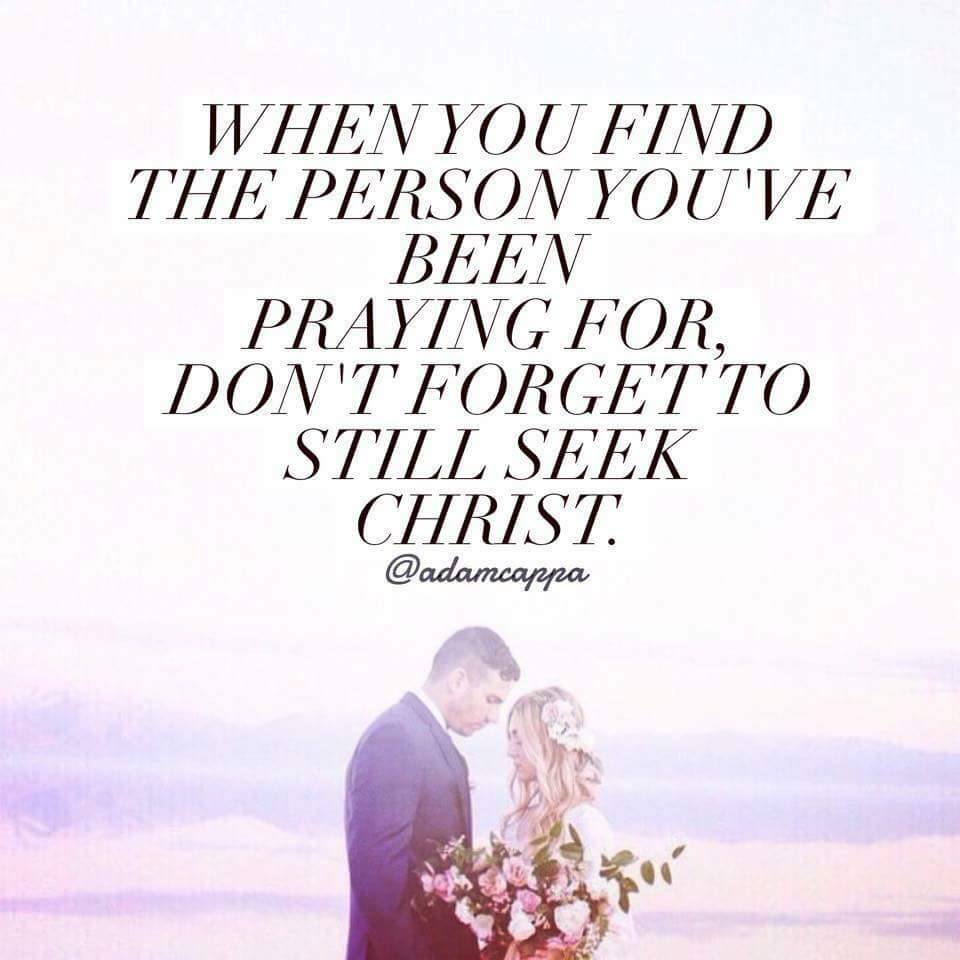 WHEN YOU FIND
THE PERSON YOU'VE
BEEN
PRAYING FOR,
DON'T FORGET TO
STILL SEEK
CHRIST.
@adamcappa